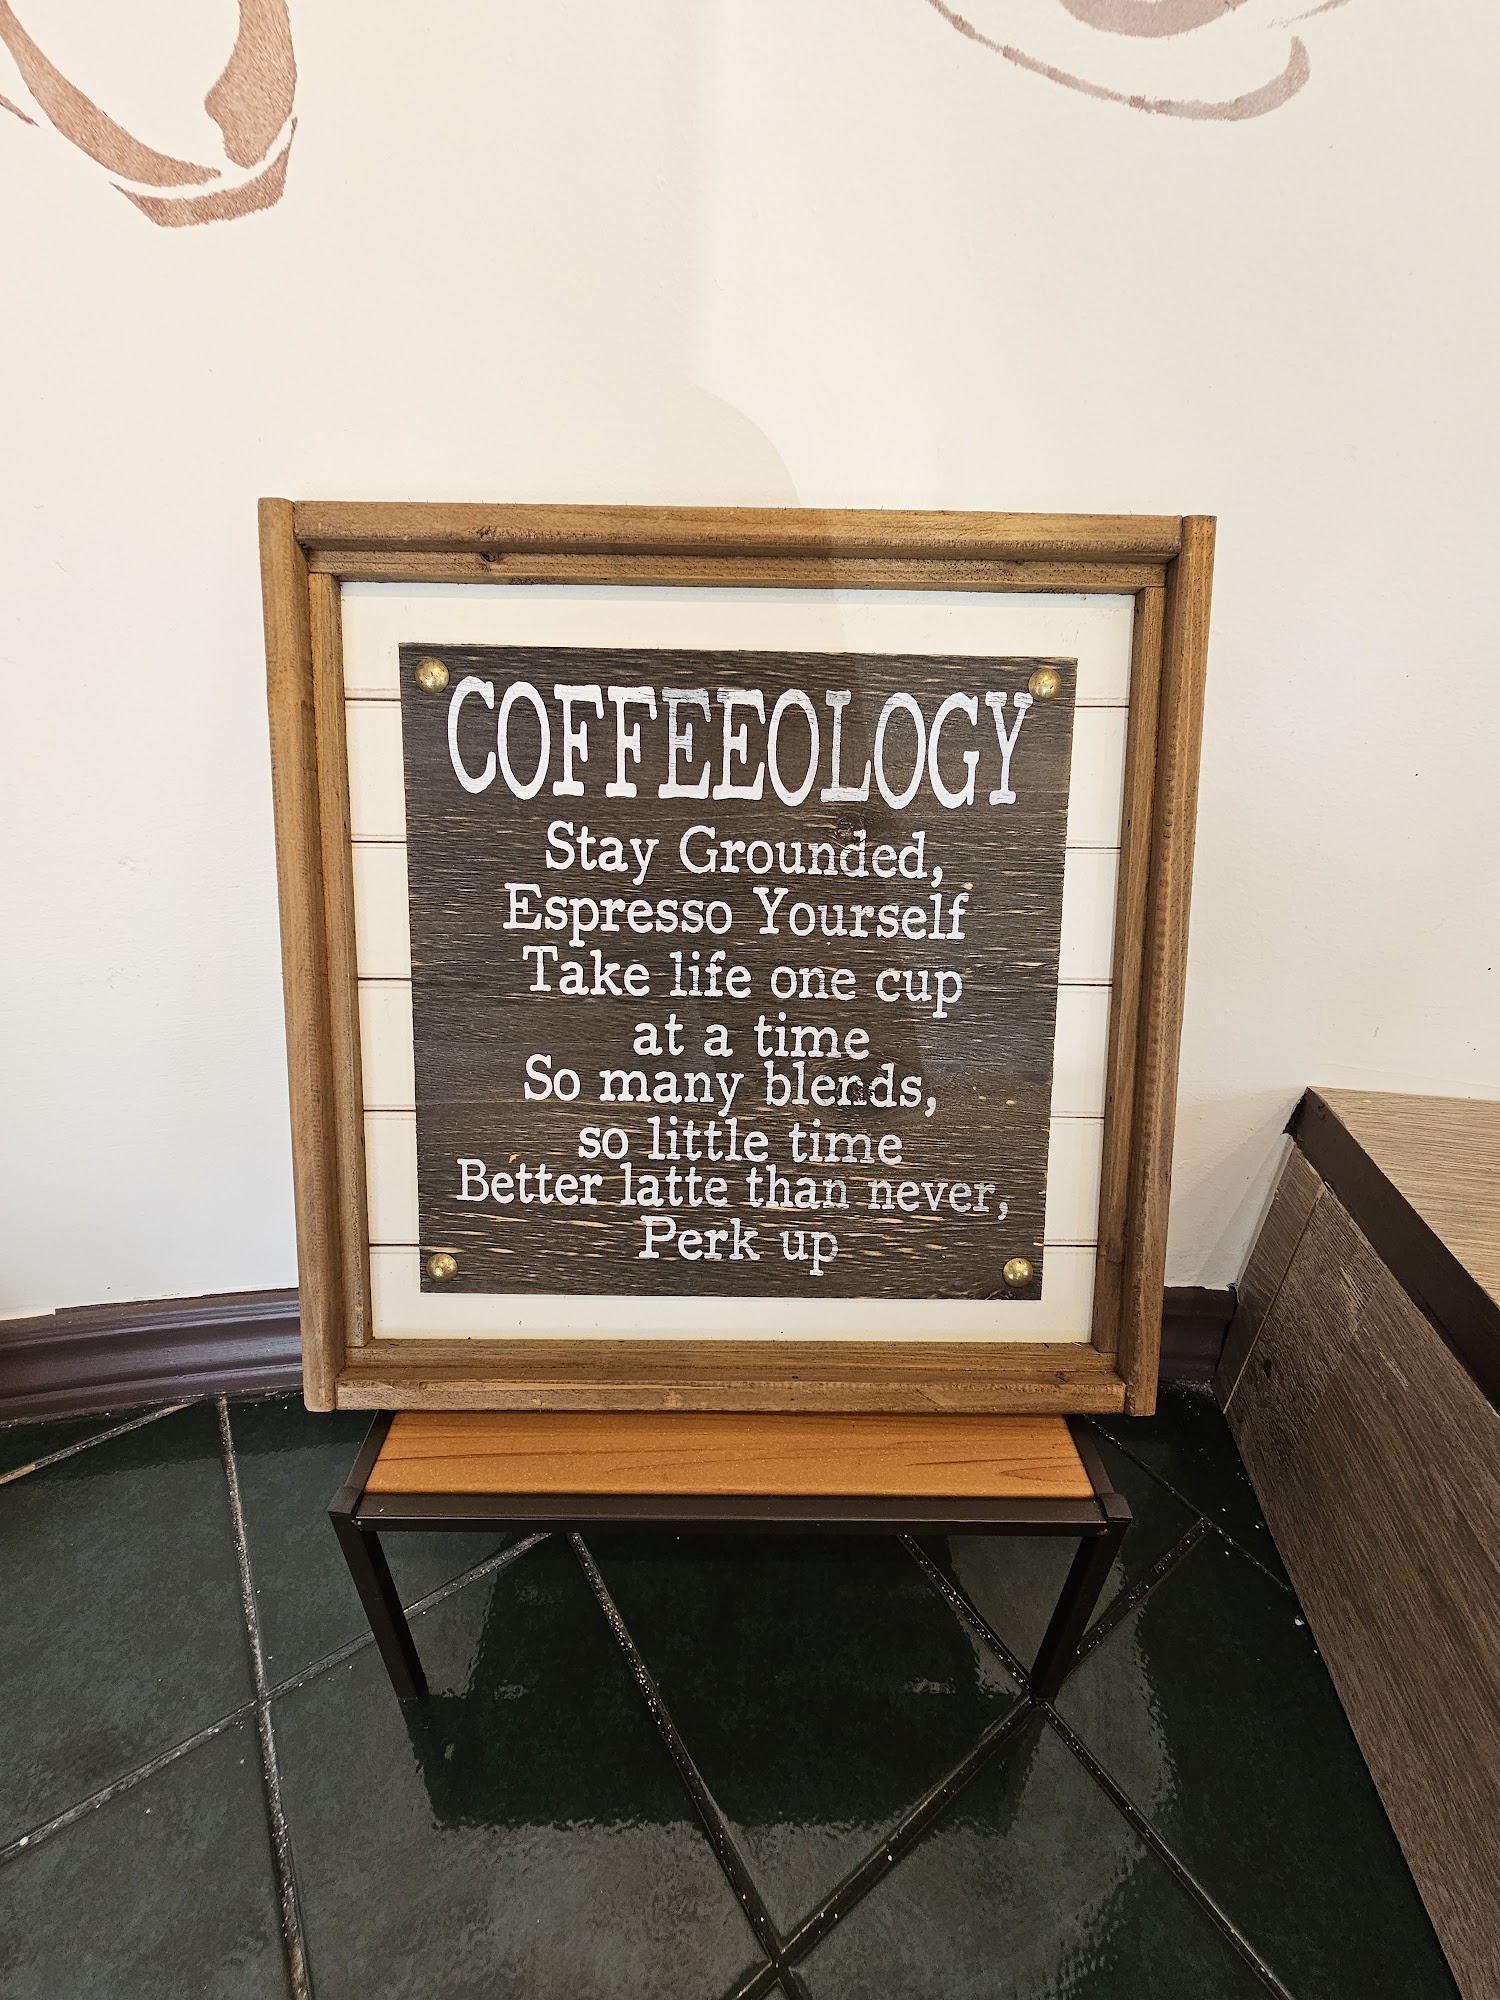 COFFEEOLOGY
Stay Grounded,
Espresso Yourself
Take life one cup
at a time
So many blends,
so little time
Better latte than never,
Perk up